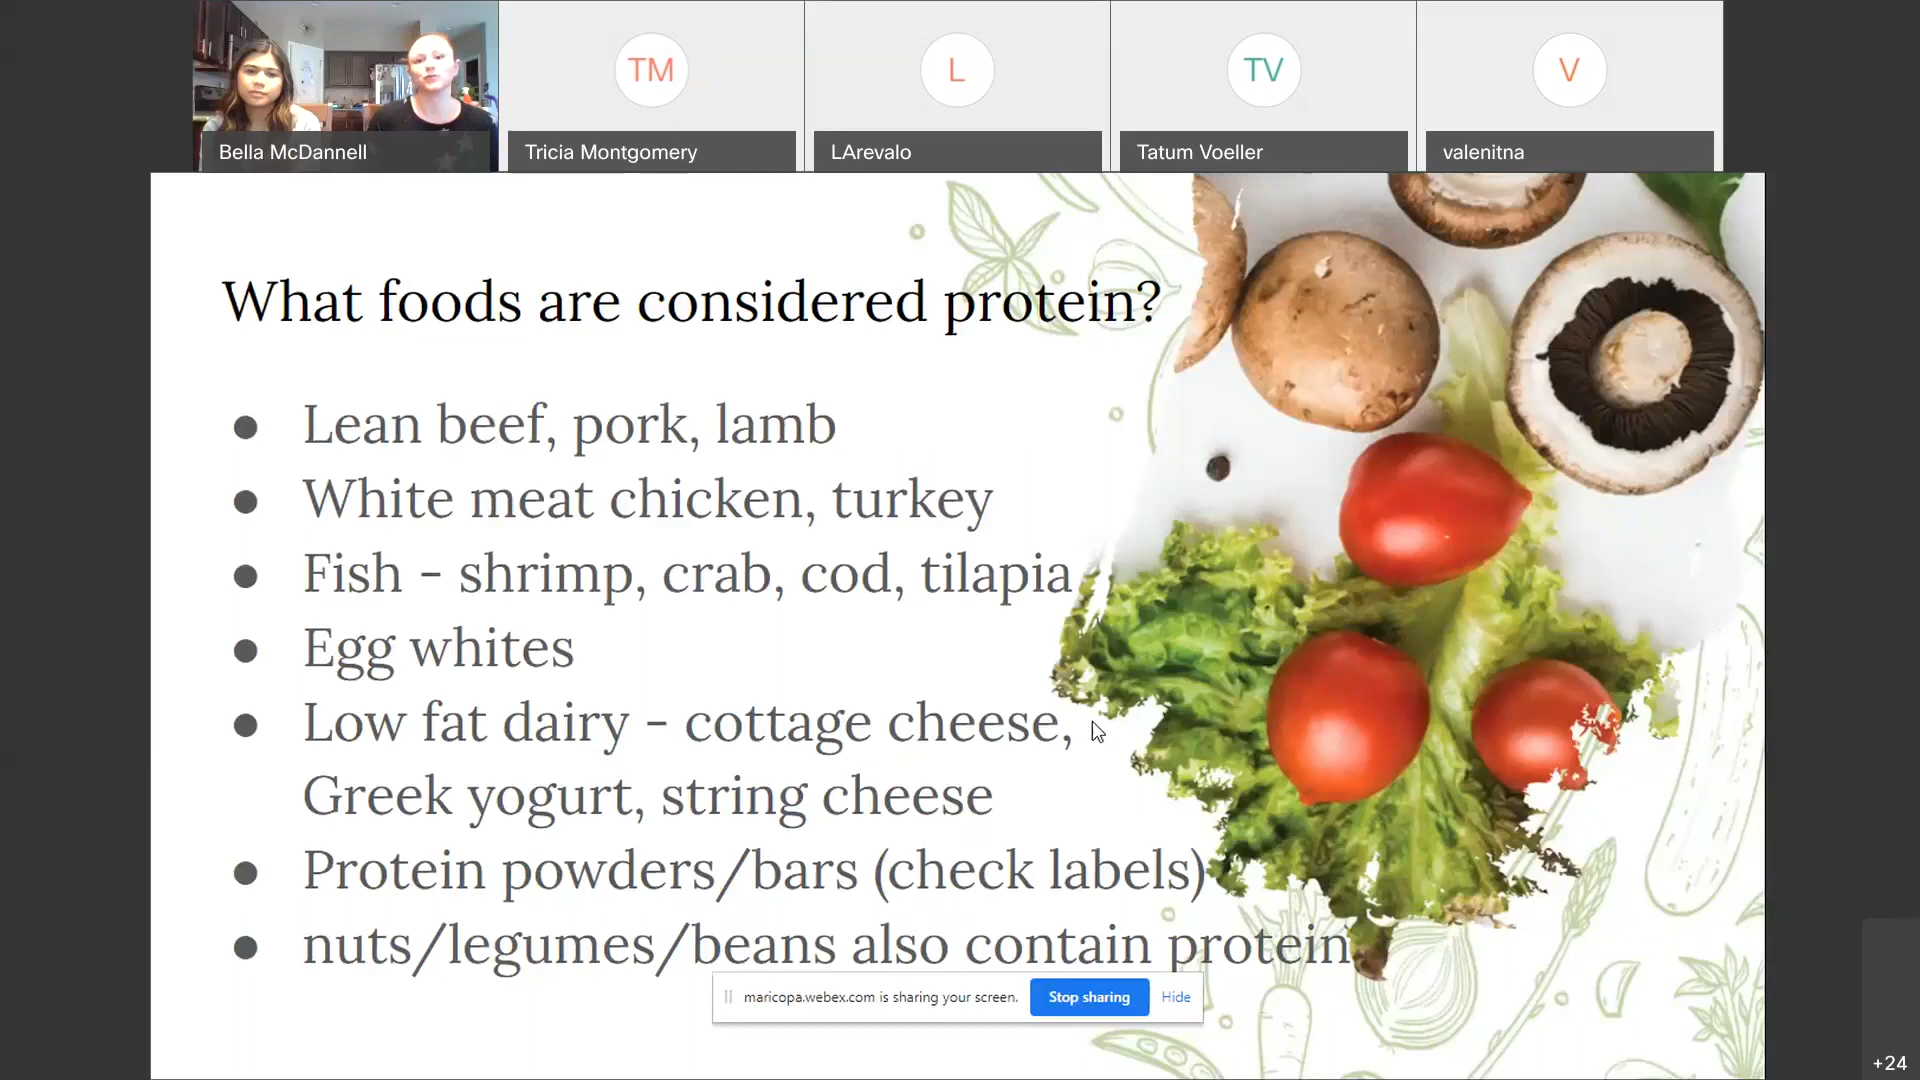 TM
L
TV
V
Bella McDannell
Tricia Montgomery
LArevalo
Tatum Voeller
valenitna
What foods are considered protein?
● Lean beef, pork, lamb
● White meat chicken, turkey
● Fish - shrimp, crab, cod, tilapia
● Egg whites
● Low fat dairy - cottage cheese,
Greek yogurt, string cheese
● Protein powders/bars (check labels)
● nuts/legumes/beans also contain protein
maricopa.webex.com is sharing your screen.
Stop sharing
Hide
+24